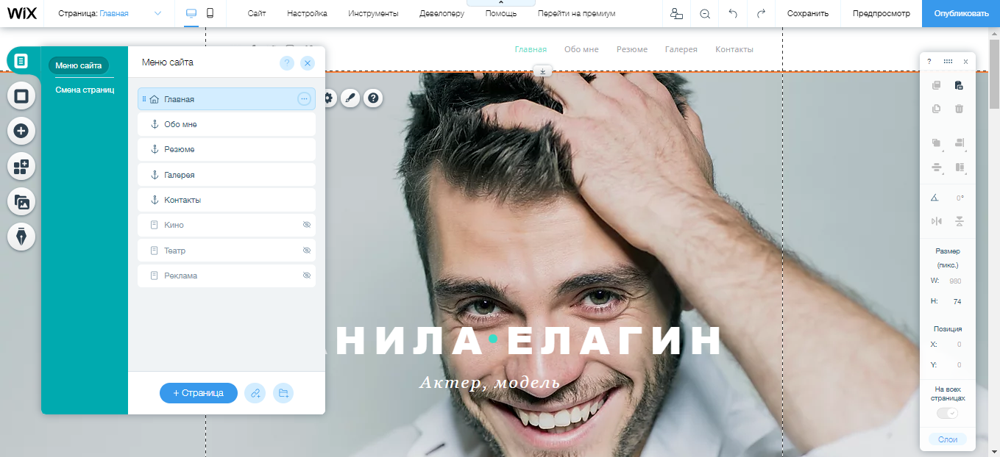 WiX Страница: Главная Сайт Настройка Инструменты Девелоперу Помощь Перейти на премиум Сохранить Предпросмотр Опубликовать
Главная Обо мне Резюме Галерея Контакты
Меню сайта
Смена страниц
Меню сайта ?
Главная
Обо мне
Резюме
Галерея
Контакты
Кино
Театр
Реклама
+ Страница
?
НИЛА ЕЛАГИН
Актер, модель
? x
0°
Размер
(пикс.)
W: 980
H: 74
Позиция
X: 0
Y: 0
На всех
страницах
Слои